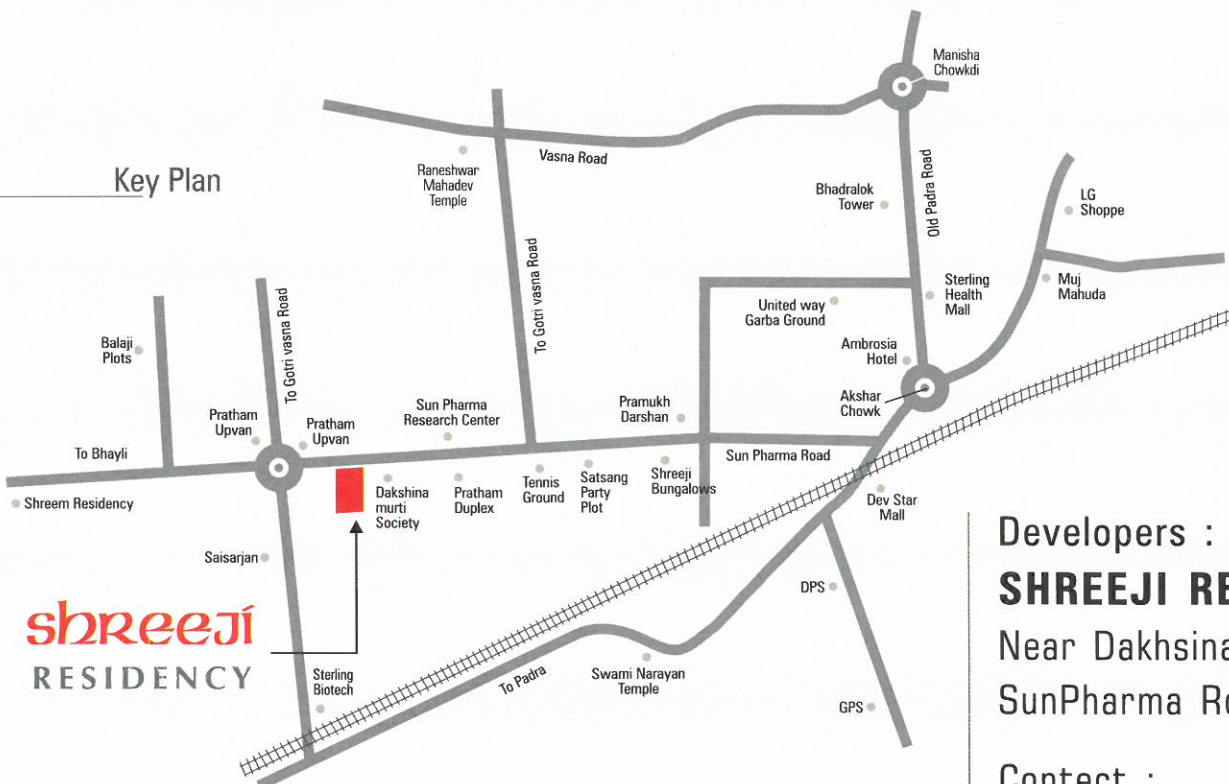 Key Plan
Manisha
Chowkdi
Vasna Road
Raneshwar
Mahadev
Temple
Bhadralok
Tower
Old Padra Road
LG
Shoppe
To Gotri vasna Road
To Gotri vasna Road
Sterling
Health
Mall
Muj
Mahuda
United way
Garba Ground
Balaji
Plots
Ambrosia
Hotel
Akshar
Chowk
Pratham
Upvan
Pratham
Upvan
Sun Pharma
Research Center
Pramukh
Darshan
To Bhayli
Sun Pharma Road
Shreem Residency
Dakshina
murti
Society
Pratham
Duplex
Tennis
Ground
Satsang
Party
Plot
Shreeji
Bungalows
Dev Star
Mall
Saisarjan
DPS
shreejí
RESIDENCY
Sterling
Biotech
To Padra
Swami Narayan
Temple
GPS
Developers :
SHREEJI RE
Near Dakhsina
SunPharma Ro
Contact :